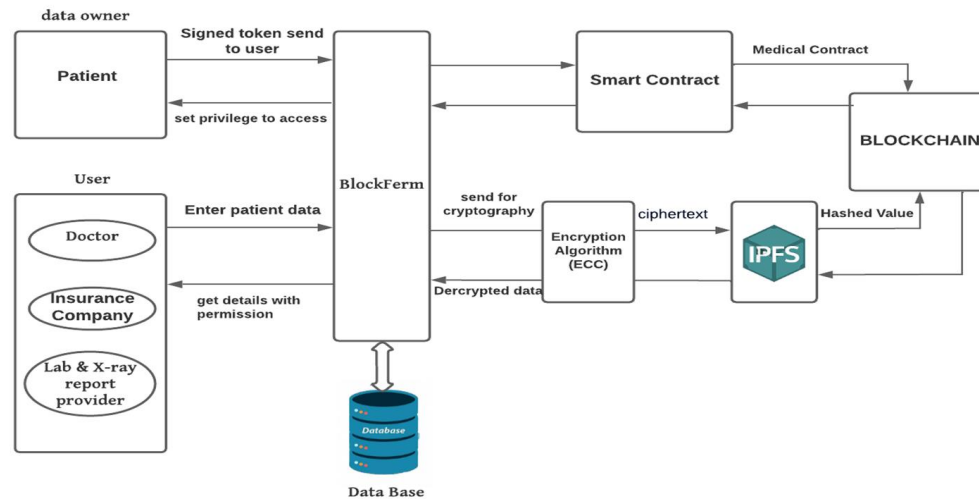 data owner
Patient
Signed token send
to user
set privilege to access
User
Doctor
Insurance
Company
Lab & X-ray
report
provider
Enter patient data
get details with
permission
BlockFerm
Database
Data Base
Smart Contract
Medical Contract
BLOCKCHAIN
send for
cryptography
Encryption
Algorithm
(ECC)
ciphertext
Dercrypted data
IPFS
Hashed Value